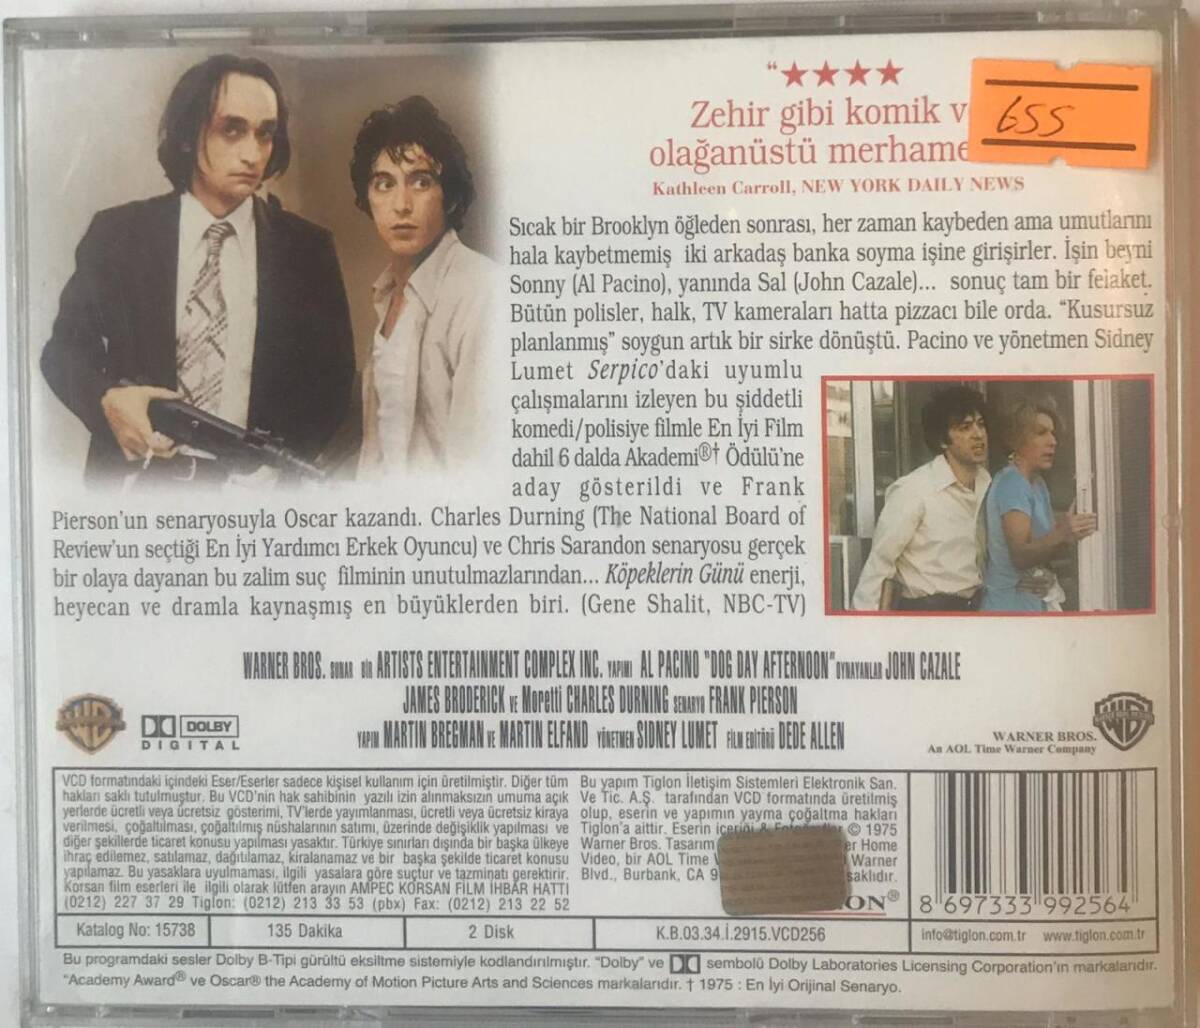 “★★★★
655
Zehir gibi komik v
olağanüstü merhame
Kathleen Carroll, NEW YORK DAILY NEWS
Sıcak bir Brooklyn öğleden sonrası, her zaman kaybeden ama umutlarını
hala kaybetmemiş iki arkadaş banka soyma işine girişirler. İşin beyni
Sonny (Al Pacino), yanında Sal (John Cazale)... sonuç tam bir felaket.
Bütün polisler, halk, TV kameraları hatta pizzacı bile orda. “Kusursuz
planlanmış” soygun artık bir sirke dönüştü. Pacino ve yönetmen Sidney
Lumet Serpico’daki uyumlu
çalışmalarını izleyen bu şiddetli
komedi/polisiye filmle En İyi Film
dahil 6 dalda Akademi®† Ödülü’ne
aday gösterildi ve Frank
Pierson’un senaryosuyla Oscar kazandı. Charles Durning (The National Board of
Review’un seçtiği En İyi Yardımcı Erkek Oyuncu) ve Chris Sarandon senaryosu gerçek
bir olaya dayanan bu zalim suç filminin unutulmazlarından... Köpeklerin Günü enerji,
heyecan ve dramla kaynaşmış en büyüklerden biri. (Gene Shalit, NBC-TV)
WARNER BROS. SUNAR BİR ARTISTS ENTERTAINMENT COMPLEX INC. YAPIMI AL PACINO "DOG DAY AFTERNOON" OYNAYANLAR JOHN CAZALE
JAMES BRODERICK VE Moretti CHARLES DURNING SENARYO FRANK PIERSON
YAPIM MARTIN BREGMAN VE MARTIN ELFAND YÖNETMEN SIDNEY LUMET FİLM EDİTÖRÜ DEDE ALLEN
DOLBY
DIGITAL
WARNER BROS.
An AOL Time Warner Company
VCD formatındaki içindeki Eser/Eserler sadece kişisel kullanım için üretilmiştir. Diğer tüm
hakları saklı tutulmuştur. Bu VCD'nin hak sahibinin yazılı izin alınmaksızın umuma açık
yerlerde ücretli veya ücretsiz gösterimi, TV'lerde yayımlanması, ücretli veya ücretsiz kiraya
verilmesi, çoğaltılması, çoğaltılmış nüshalarının satımı, üzerinde değişiklik yapılması ve
diğer şekillerde ticaret konusu yapılması yasaktır. Türkiye sınırları dışında bir başka ülkeye
ihraç edilemez, satılamaz, dağıtılamaz, kiralanamaz ve bir başka şekilde ticaret konusu
yapılamaz. Bu yasaklara uyulmaması, ilgili yasalara göre suçtur ve tazminatı gerektirir.
Korsan film eserleri ile ilgili olarak lütfen arayın AMPEC KORSAN FİLM İHBAR HATTI
(0212) 227 37 29 Tiglon: (0212) 213 33 53 (pbx) Fax: (0212) 213 22 52
Bu yapım Tiglon İletişim Sistemleri Elektronik San.
Ve Tic. A.Ş. tarafından VCD formatında üretilmiş
olup, eserin ve yapımın yayma çoğaltma hakları
Tiglon'a aittir. Eserin içeriği & © 1975
Warner Bros. Tasarım er Home
Video, bir AOL Time Warner
Blvd., Burbank, CA 9 saklıdır.
ON®
8 697333 992564
Katalog No: 15738
135 Dakika
2 Disk
K.B.03.34.İ.2915.VCD256
info@tiglon.com.tr www.tiglon.com.tr
Bu programdaki sesler Dolby B-Tipi gürültü eksiltme sistemiyle kodlandırılmıştır. “Dolby” ve sembolü Dolby Laboratories Licensing Corporation'ın markalarıdır.
“Academy Award® ve Oscar® the Academy of Motion Picture Arts and Sciences markalarıdır. † 1975 : En İyi Orijinal Senaryo.